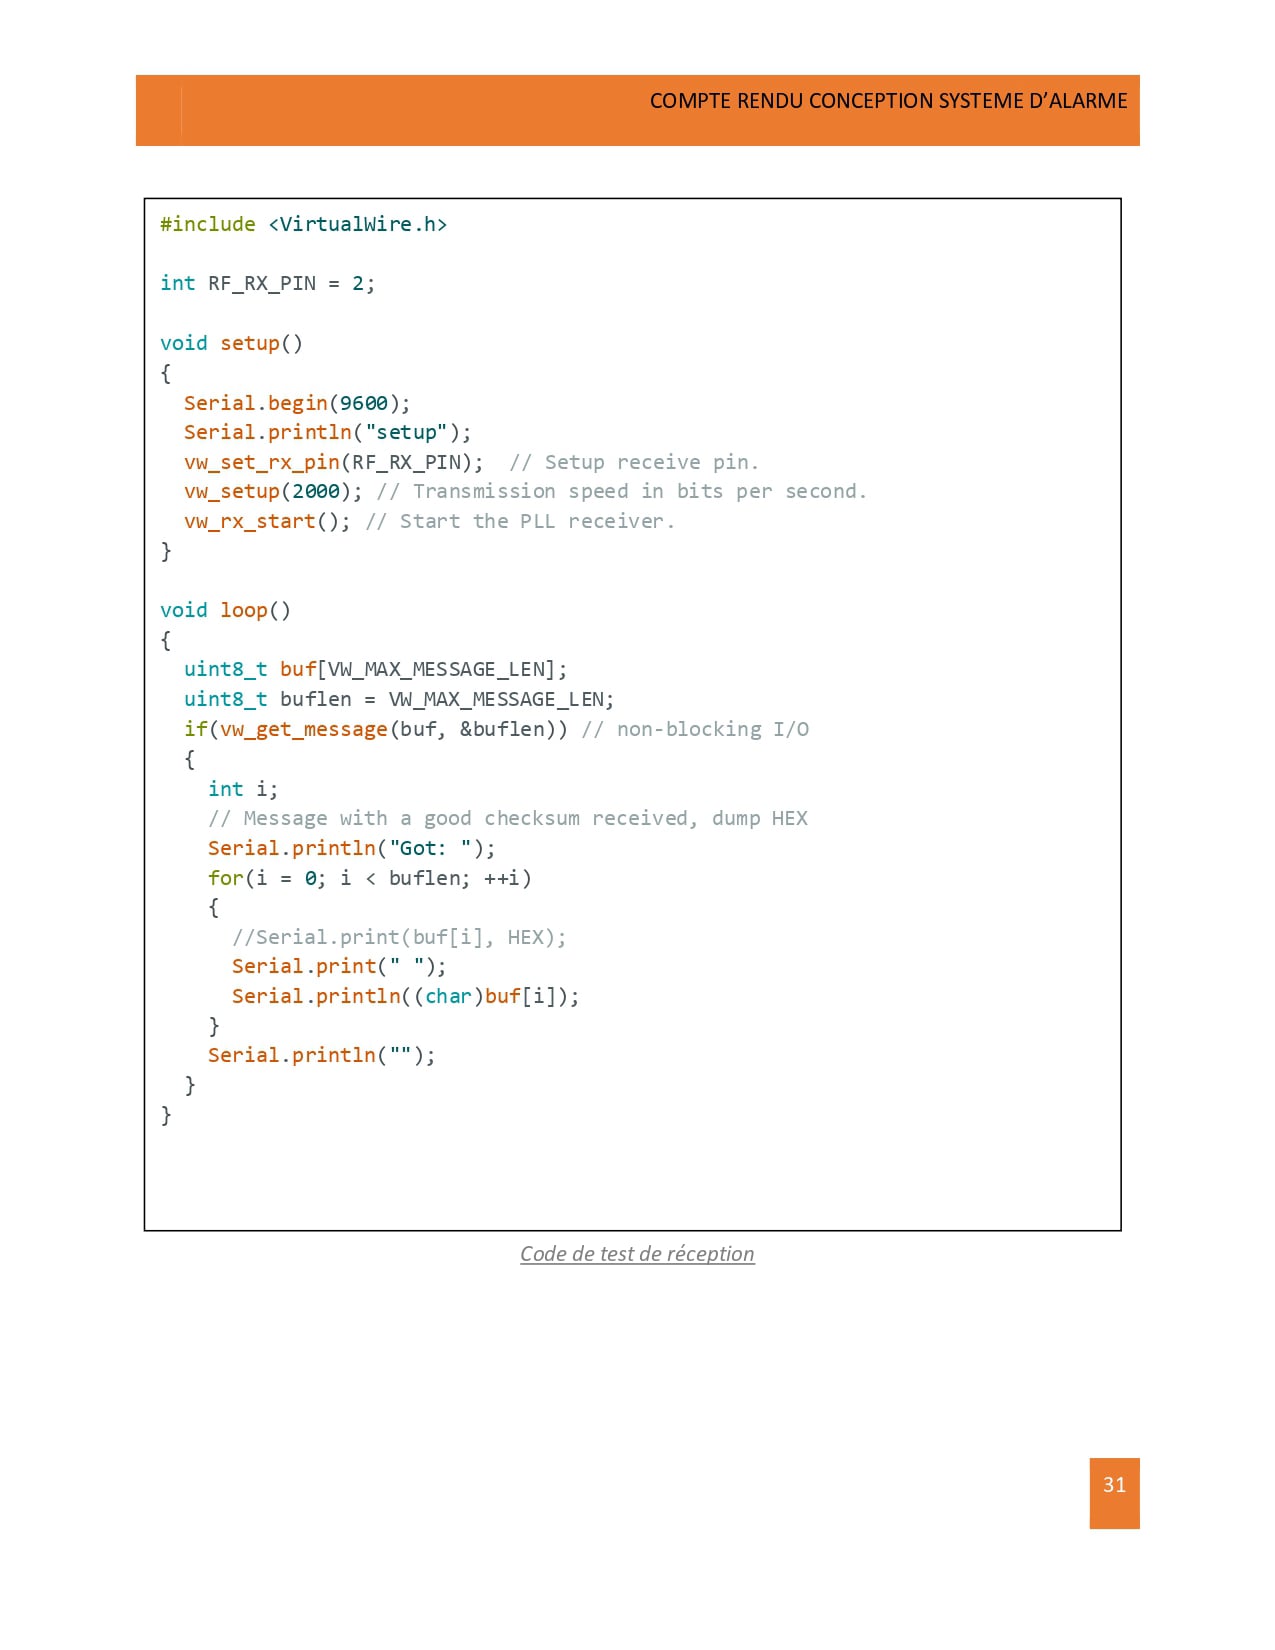 COMPTE RENDU CONCEPTION SYSTEME D’ALARME
#include <VirtualWire.h>
int RF_RX_PIN = 2;
void setup()
{
  Serial.begin(9600);
  Serial.println("setup");
  vw_set_rx_pin(RF_RX_PIN);  // Setup receive pin.
  vw_setup(2000); // Transmission speed in bits per second.
  vw_rx_start(); // Start the PLL receiver.
}
void loop()
{
  uint8_t buf[VW_MAX_MESSAGE_LEN];
  uint8_t buflen = VW_MAX_MESSAGE_LEN;
  if(vw_get_message(buf, &buflen)) // non-blocking I/O
  {
    int i;
    // Message with a good checksum received, dump HEX
    Serial.println("Got: ");
    for(i = 0; i < buflen; ++i)
    {
      //Serial.print(buf[i], HEX);
      Serial.print(" ");
      Serial.println((char)buf[i]);
    }
    Serial.println("");
  }
}
Code de test de réception
31